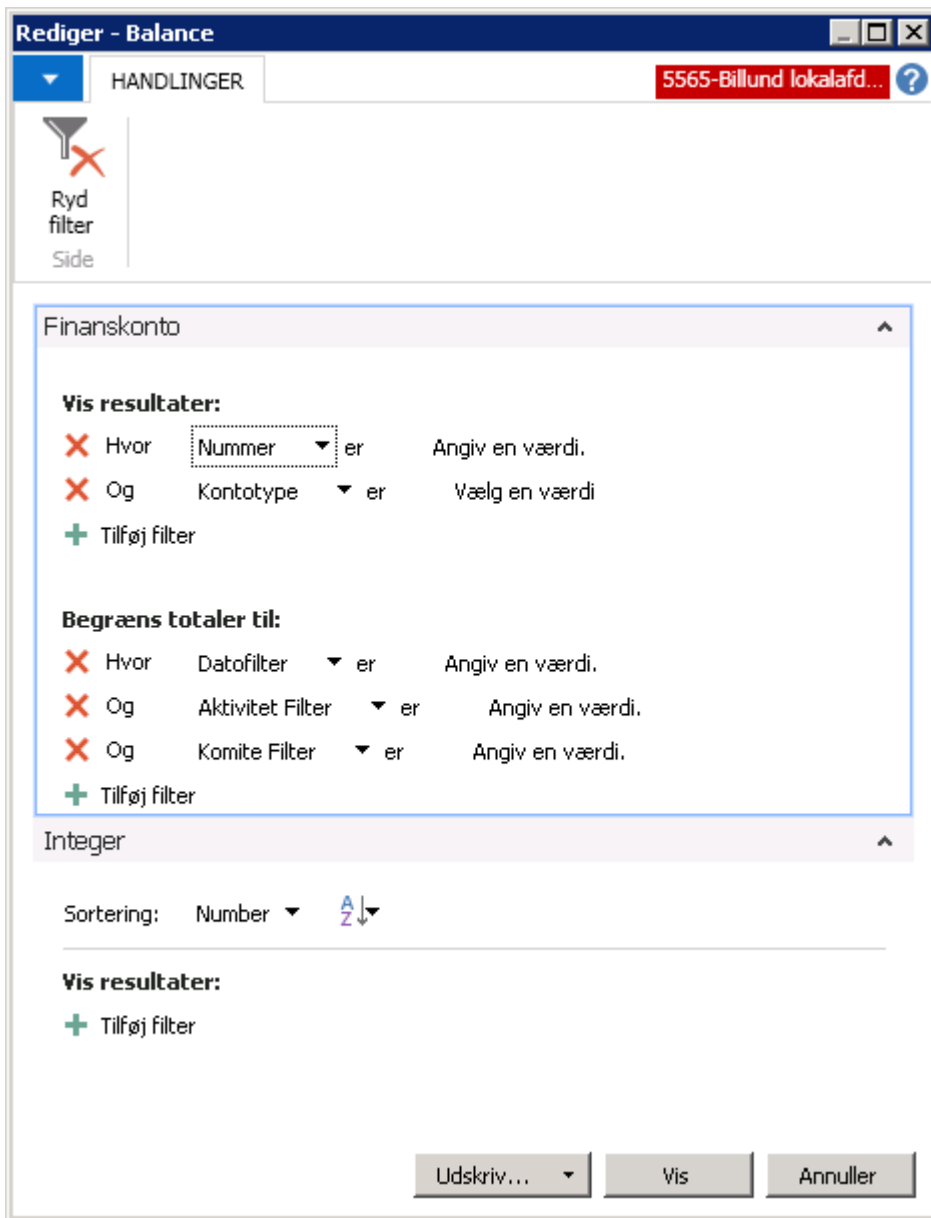 Rediger - Balance
HANDLINGER
5565-Billund lokalafd...
?
Ryd
filter
Side
Finanskonto
Vis resultater:
Hvor Nummer er Angiv en værdi.
Og Kontotype er Vælg en værdi
Tilføj filter
Begræns totaler til:
Hvor Datofilter er Angiv en værdi.
Og Aktivitet Filter er Angiv en værdi.
Og Komite Filter er Angiv en værdi.
Tilføj filter
Integer
Sortering: Number AZ
Vis resultater:
Tilføj filter
Udskriv... Vis Annuller